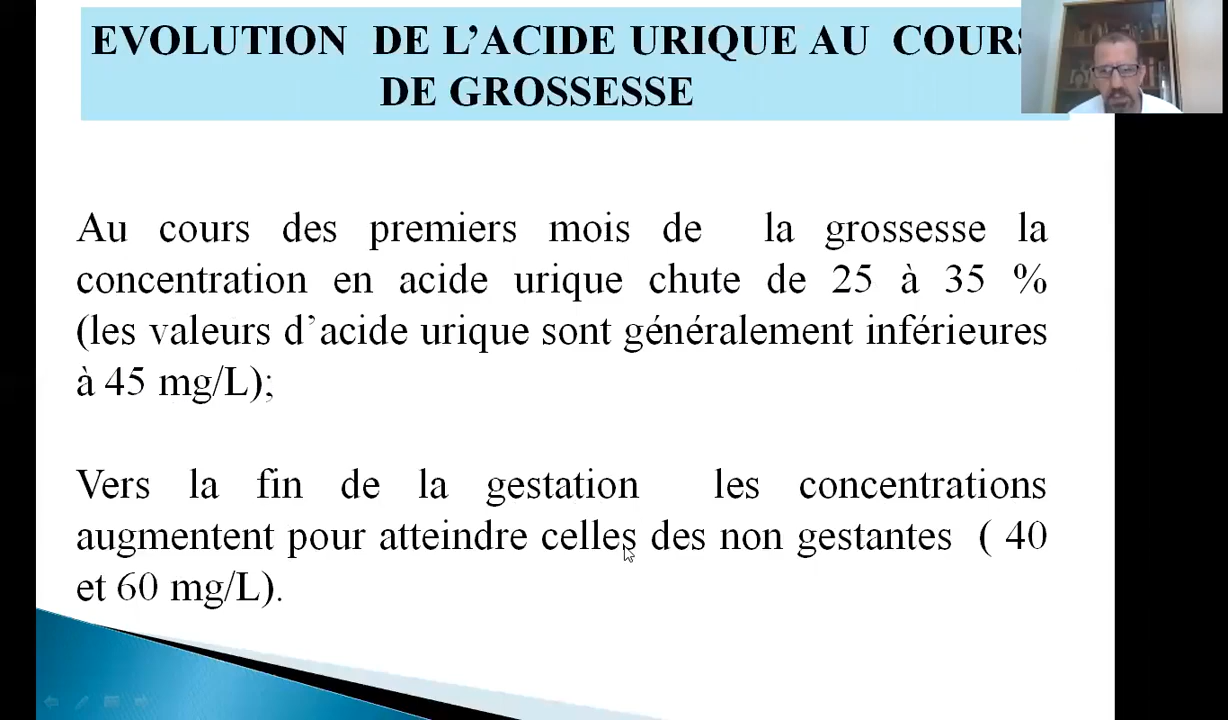 EVOLUTION DE L'ACIDE URIQUE AU COURS
DE GROSSESSE
Au cours des premiers mois de la grossesse la
concentration en acide urique chute de 25 à 35 %
(les valeurs d'acide urique sont généralement inférieures
à 45 mg/L);
Vers la fin de la gestation les concentrations
augmentent pour atteindre celles des non gestantes ( 40
et 60 mg/L).